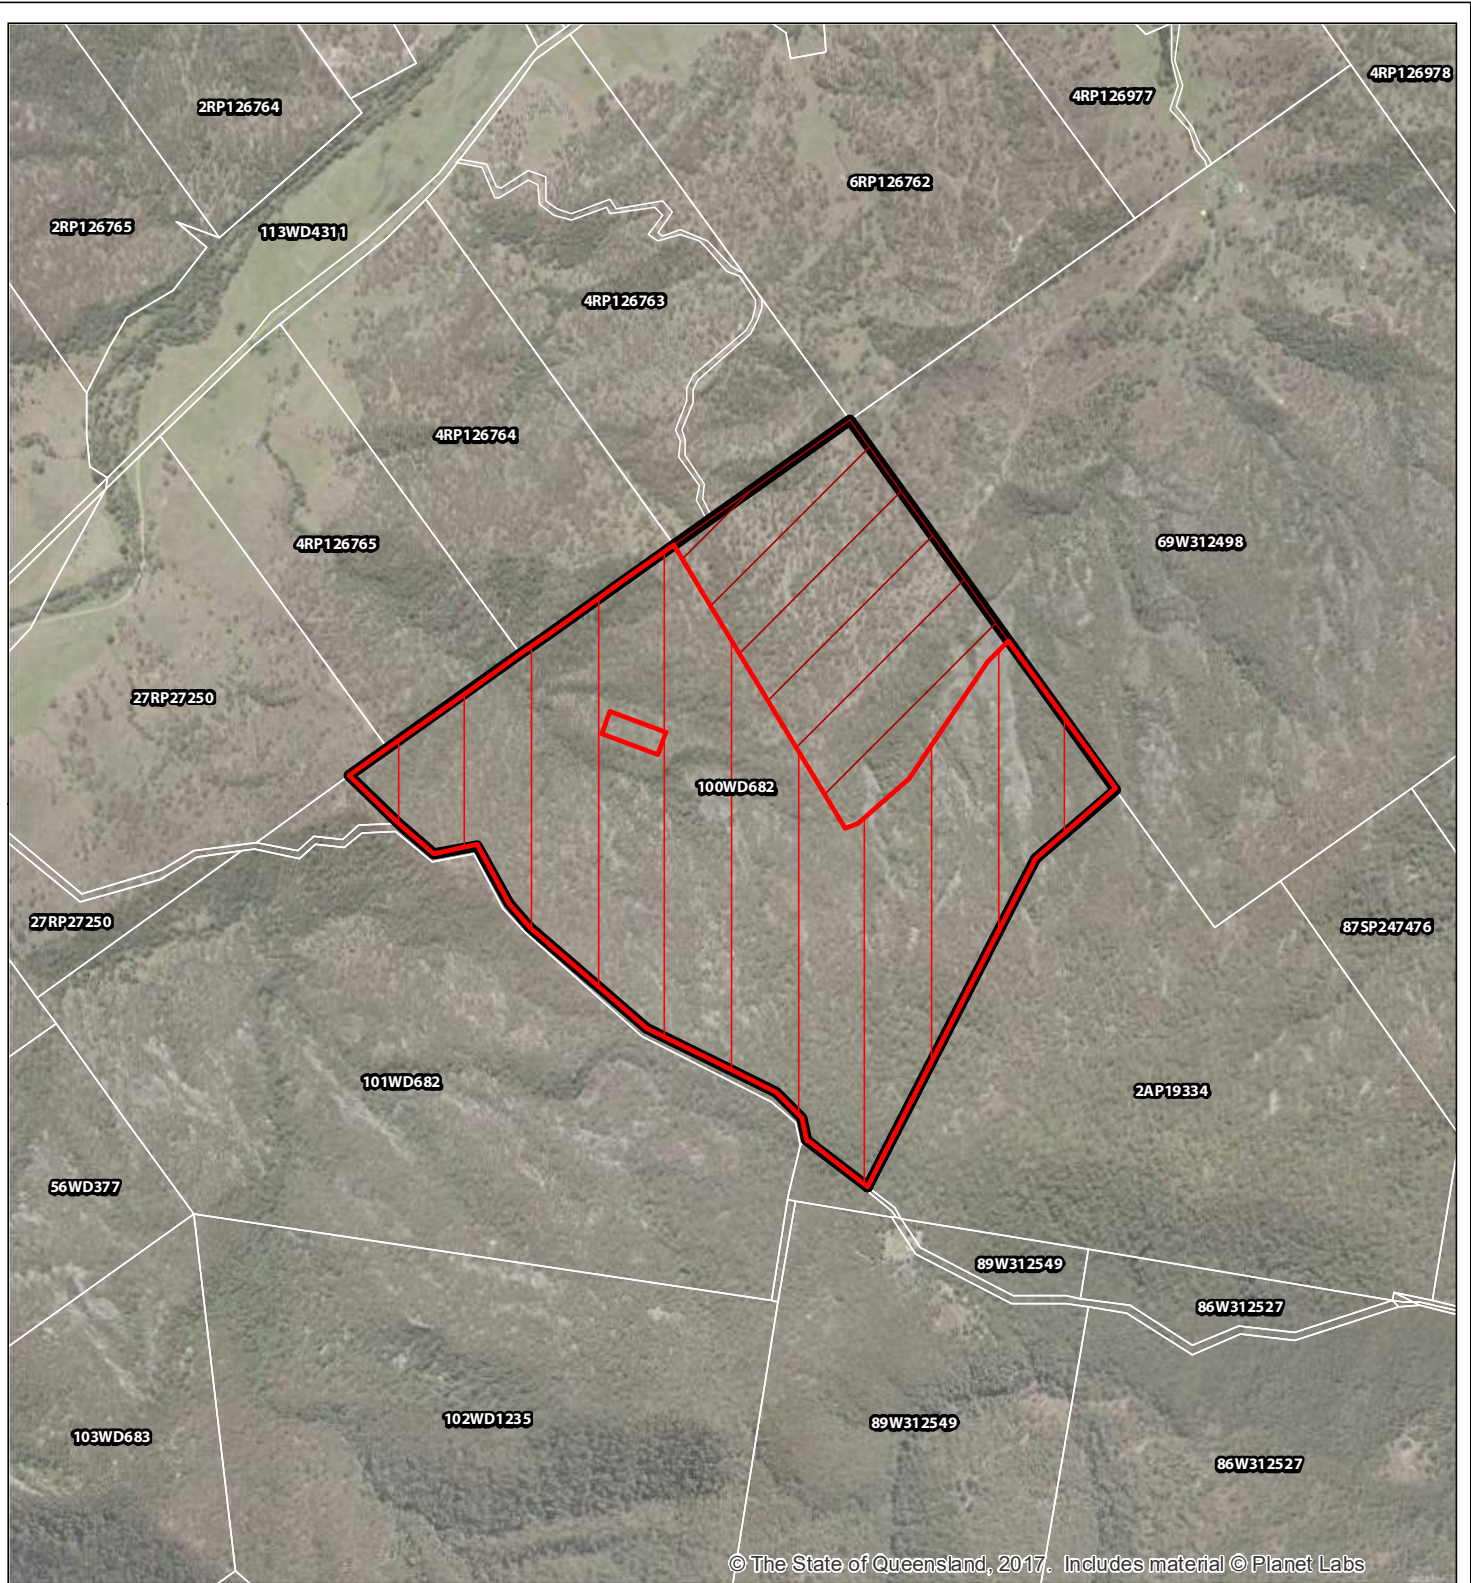 4RP126978
4RP126977
2RP126764
6RP126762
2RP126765
113WD4311
4RP126763
4RP126764
4RP126765
69W312498
27RP27250
100WD682
27RP27250
87SP247476
101WD682
2AP19334
56WD377
89W312549
86W312527
102WD1235
89W312549
103WD683
86W312527
© The State of Queensland, 2017. Includes material © Planet Labs